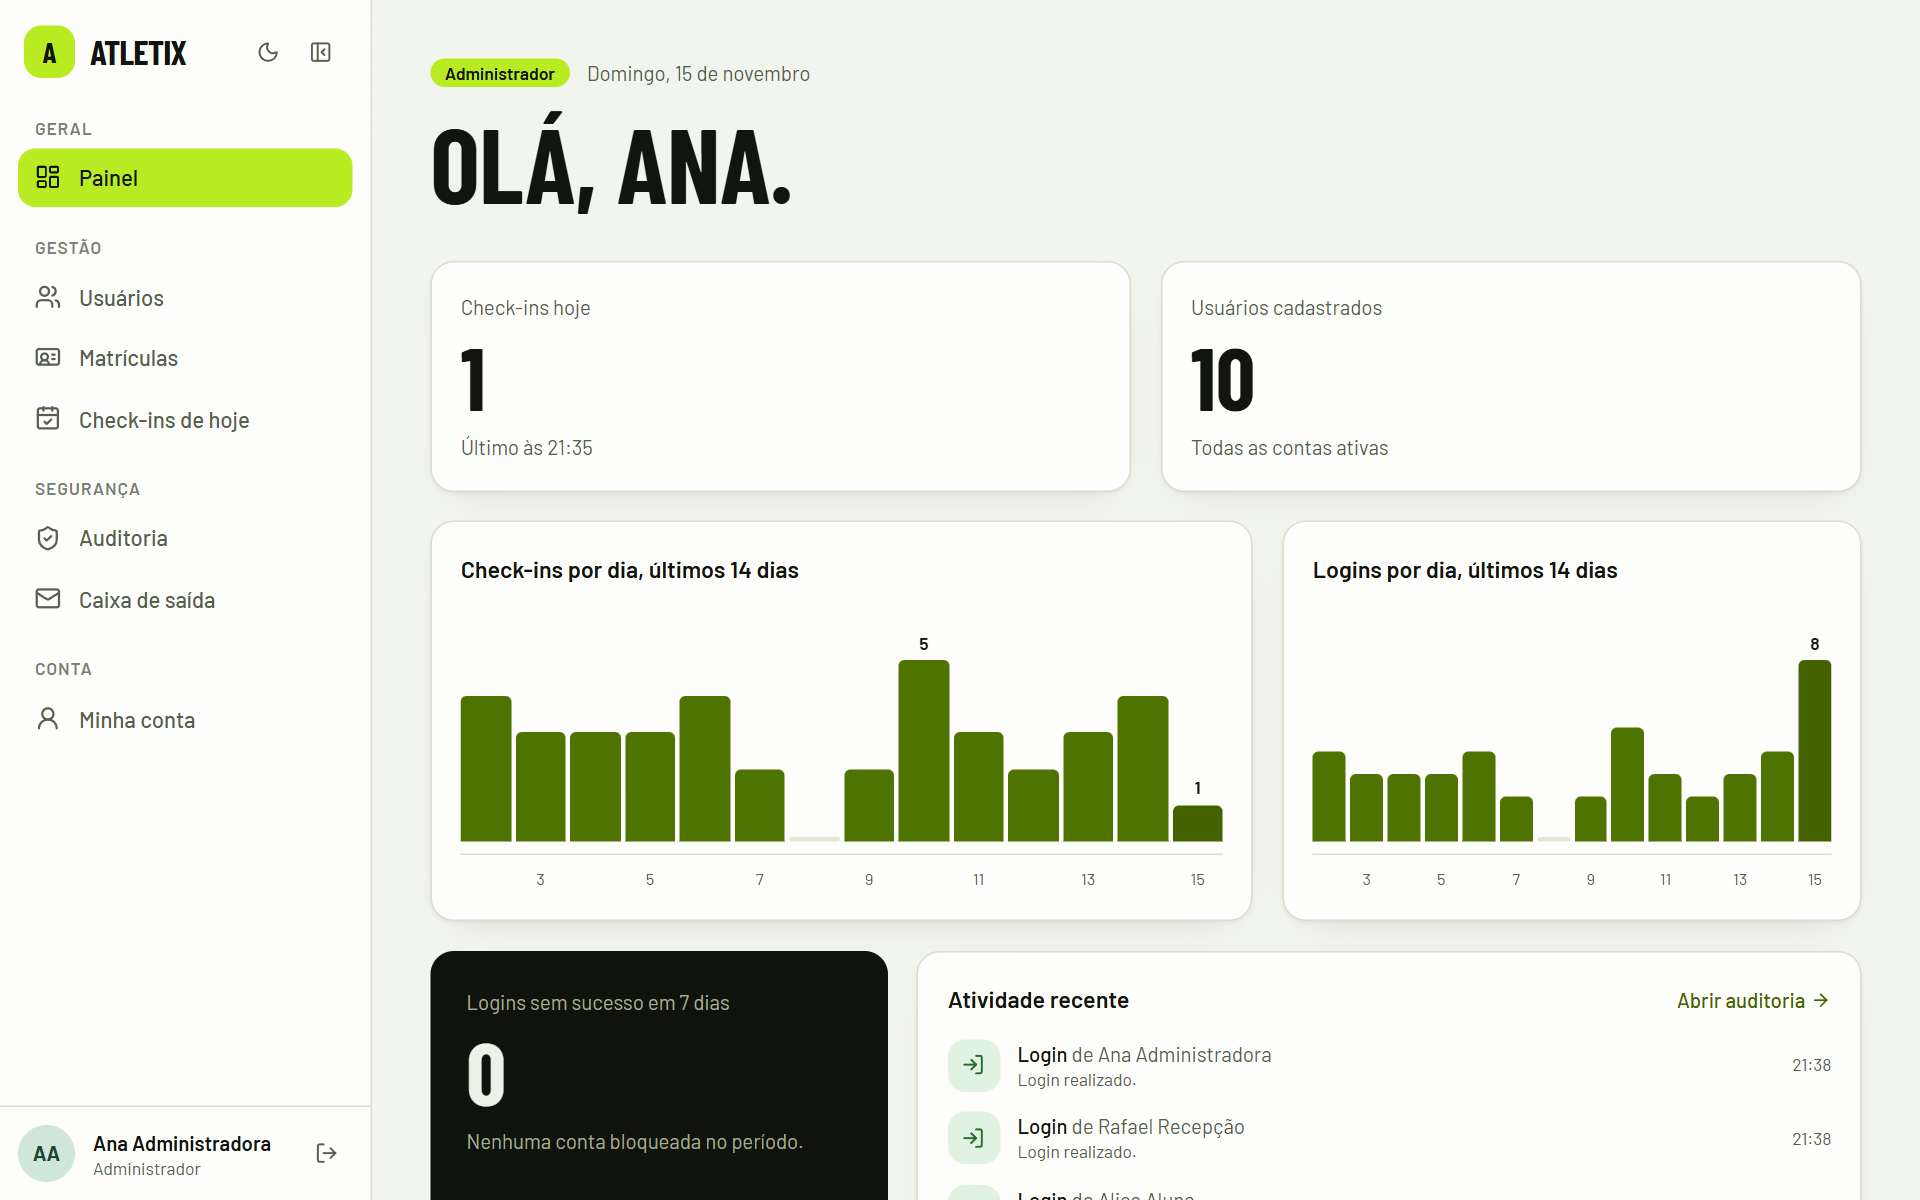 A
ATLETIX
GERAL
Painel
GESTÃO
Usuários
Matrículas
Check-ins de hoje
SEGURANÇA
Auditoria
Caixa de saída
CONTA
Minha conta
AA
Ana Administradora
Administrador
Administrador
Domingo, 15 de novembro
OLÁ, ANA.
Check-ins hoje
1
Último às 21:35
Usuários cadastrados
10
Todas as contas ativas
Check-ins por dia, últimos 14 dias
5
1
3 5 7 9 11 13 15
Logins por dia, últimos 14 dias
8
3 5 7 9 11 13 15
Logins sem sucesso em 7 dias
0
Nenhuma conta bloqueada no período.
Atividade recente
Abrir auditoria
Login de Ana Administradora
Login realizado.
21:38
Login de Rafael Recepção
Login realizado.
21:38
Login de Alice Aluna